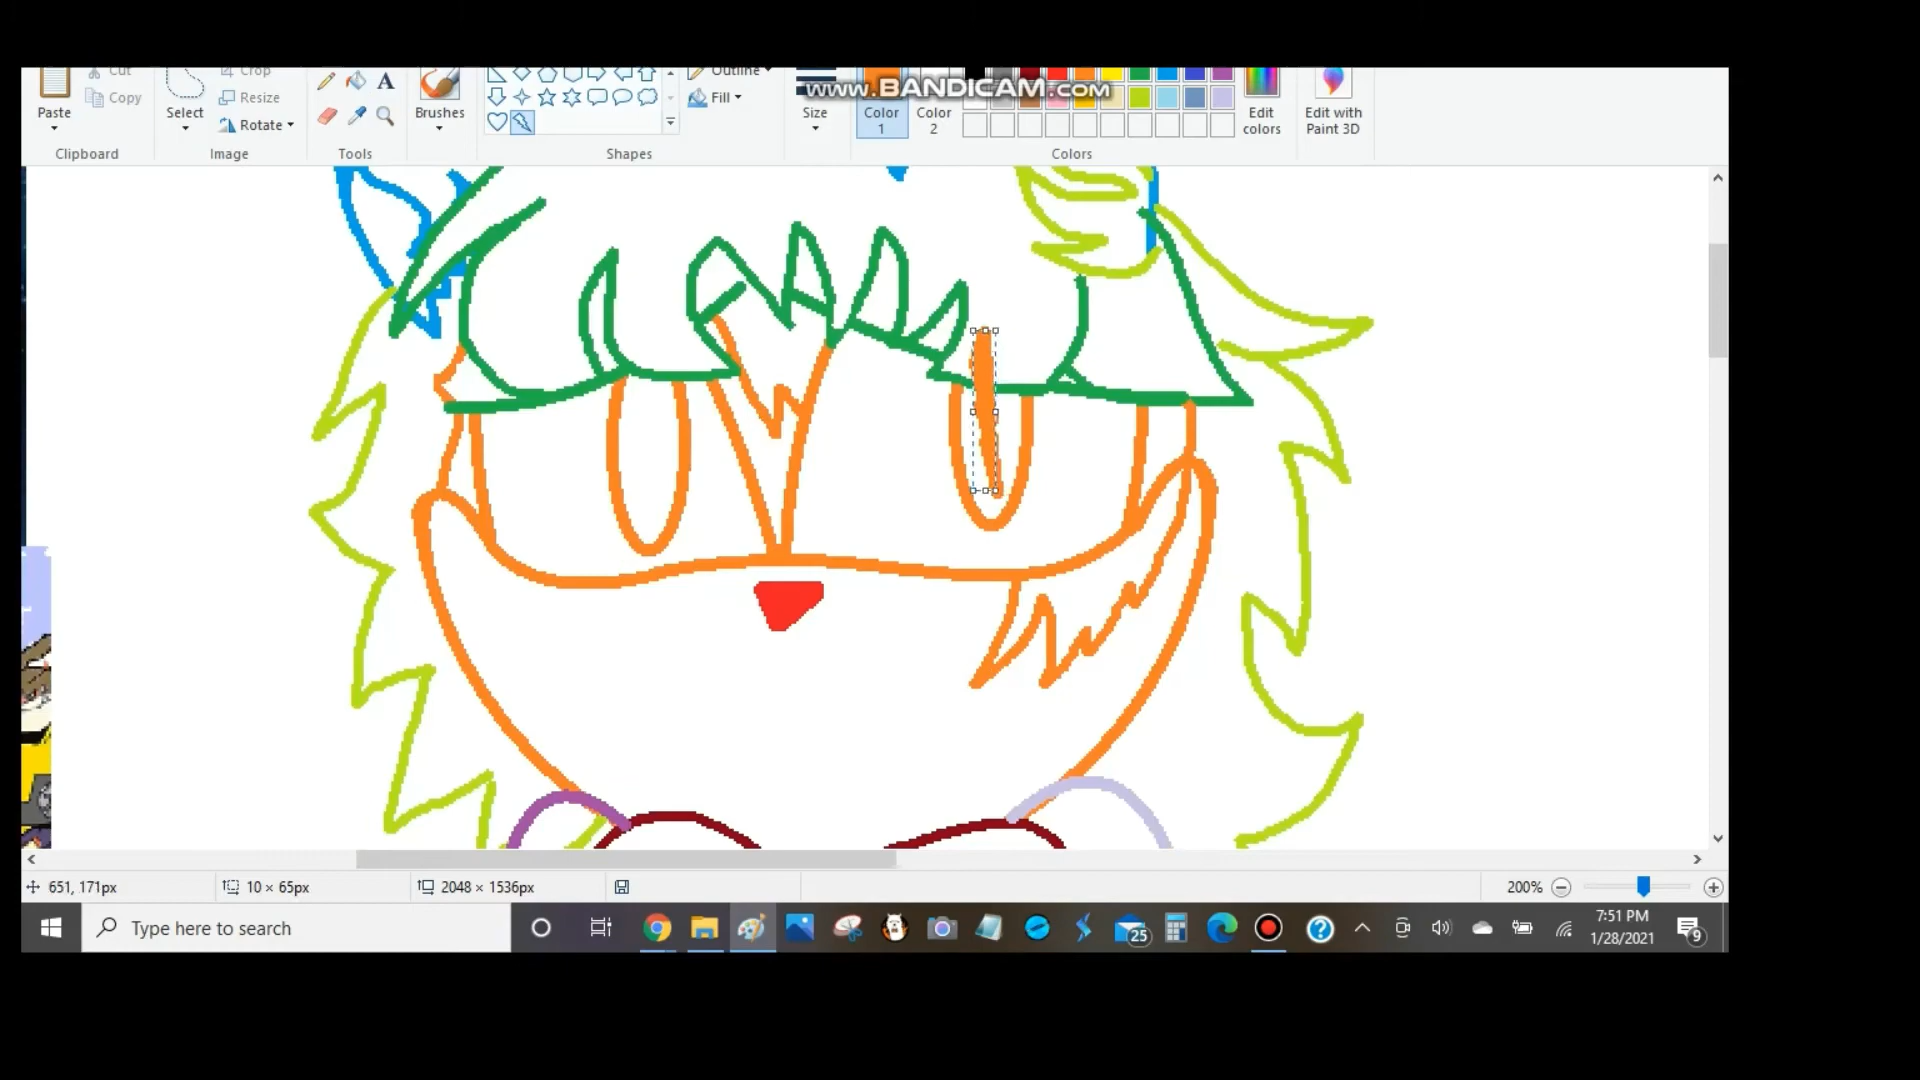 www.BANDICAM.com
Cut
Crop
Outline
Paste
Copy
Select
Resize
Rotate
A
Brushes
Fill
Size
Color 1
Color 2
Edit colors
Edit with Paint 3D
Clipboard
Image
Tools
Shapes
Colors
651, 171px
10 × 65px
2048 × 1536px
200%
Type here to search
25
7:51 PM
1/28/2021
9